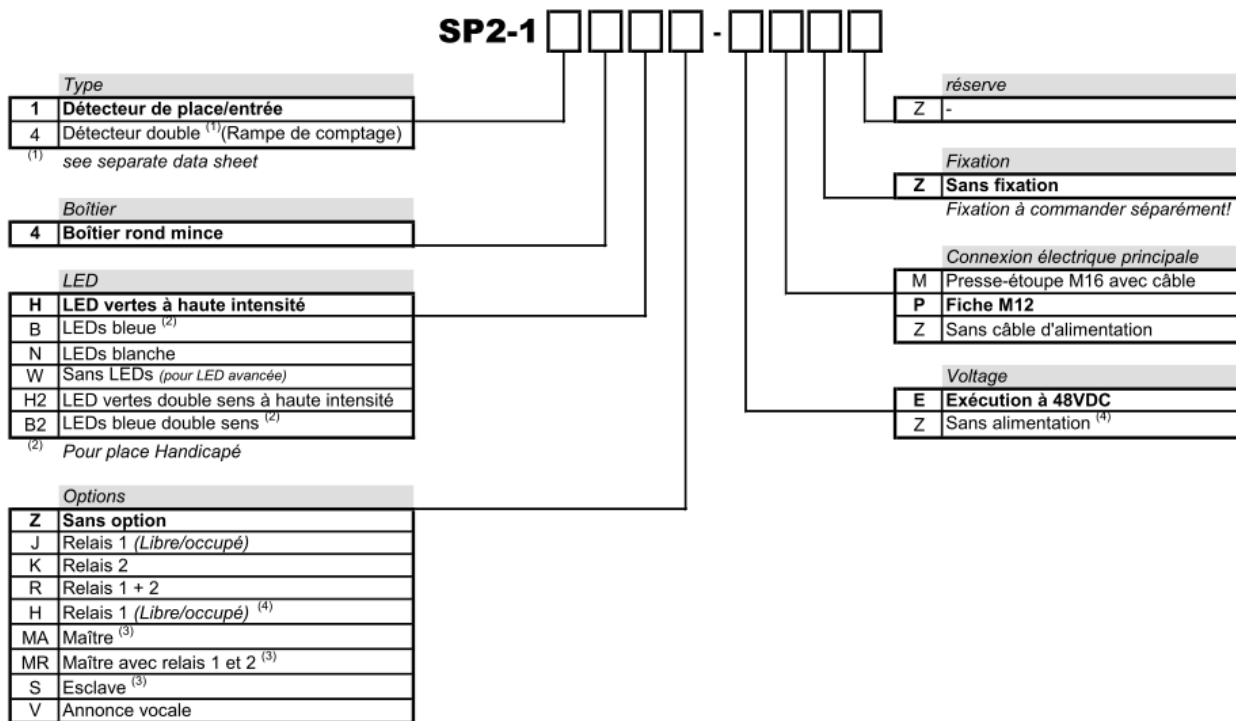 SP2-1 -
Type
1 Détecteur de place/entrée
4 Détecteur double (1)(Rampe de comptage)
(1) see separate data sheet
Boîtier
4 Boîtier rond mince
LED
H LED vertes à haute intensité
B LEDs bleue (2)
N LEDs blanche
W Sans LEDs (pour LED avancée)
H2 LED vertes double sens à haute intensité
B2 LEDs bleue double sens (2)
(2) Pour place Handicapé
Options
Z Sans option
J Relais 1 (Libre/occupé)
K Relais 2
R Relais 1 + 2
H Relais 1 (Libre/occupé) (4)
MA Maître (3)
MR Maître avec relais 1 et 2 (3)
S Esclave (3)
V Annonce vocale
réserve
Z -
Fixation
Z Sans fixation
Fixation à commander séparément!
Connexion électrique principale
M Presse-étoupe M16 avec câble
P Fiche M12
Z Sans câble d'alimentation
Voltage
E Exécution à 48VDC
Z Sans alimentation (4)